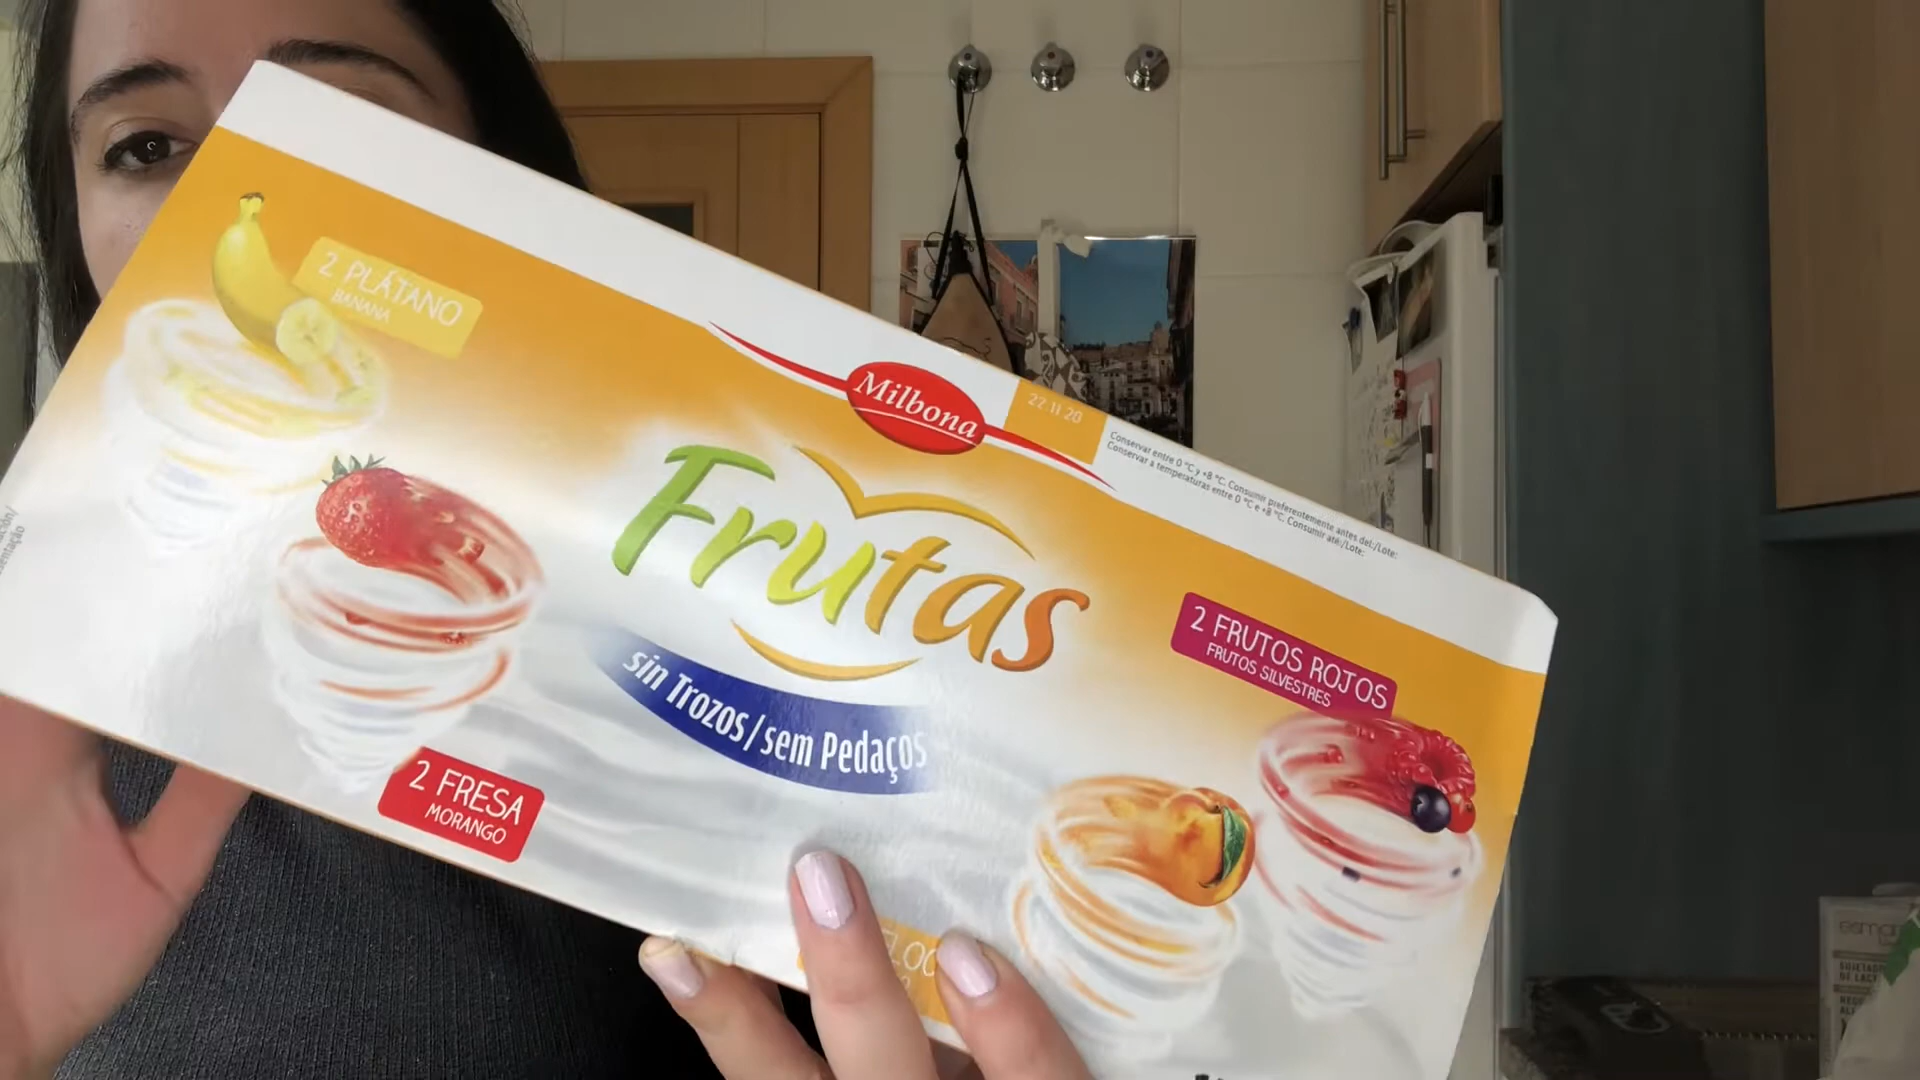 2 PLÁTANO
BANANA
Milbona
22.11.20
Conservar entre 0 °C y +8 °C. Consumir preferentemente antes del:/Lote:
Conservar a temperaturas entre 0 °C e +8 °C. Consumir até:/Lote:
Frutas
sin Trozos/sem Pedaços
2 FRUTOS ROJOS
FRUTOS SILVESTRES
2 FRESA
MORANGO